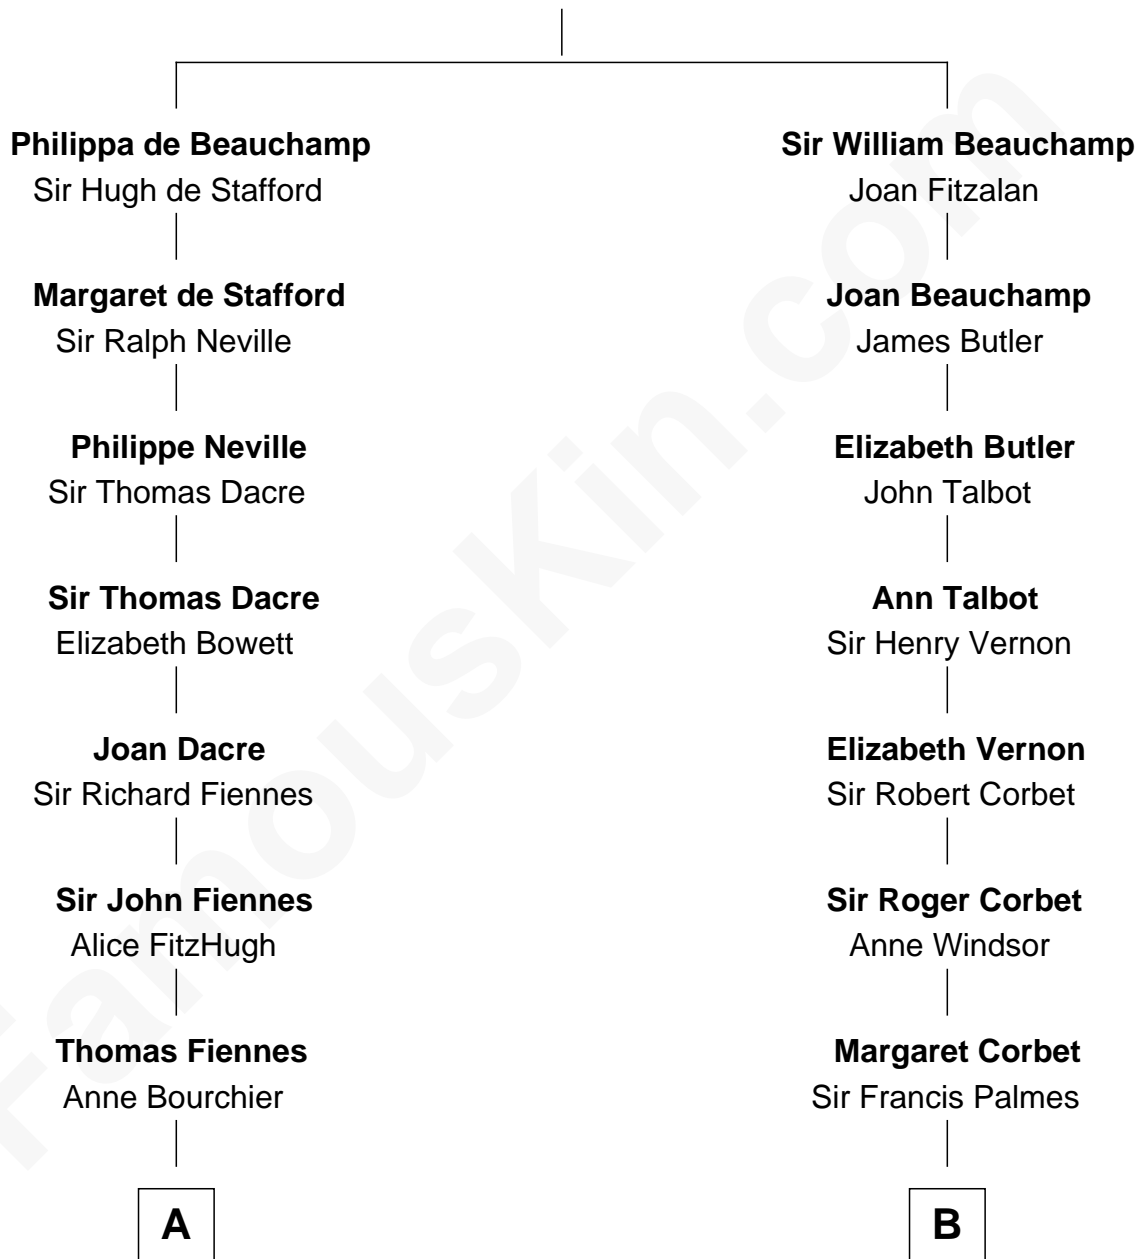 Philippa de Beauchamp
Sir Hugh de Stafford
Margaret de Stafford
Sir Ralph Neville
Philippe Neville
Sir Thomas Dacre
Sir Thomas Dacre
Elizabeth Bowett
Joan Dacre
Sir Richard Fiennes
Sir John Fiennes
Alice FitzHugh
Thomas Fiennes
Anne Bourchier
A
Sir William Beauchamp
Joan Fitzalan
Joan Beauchamp
James Butler
Elizabeth Butler
John Talbot
Ann Talbot
Sir Henry Vernon
Elizabeth Vernon
Sir Robert Corbet
Sir Roger Corbet
Anne Windsor
Margaret Corbet
Sir Francis Palmes
B
FamousKin.com